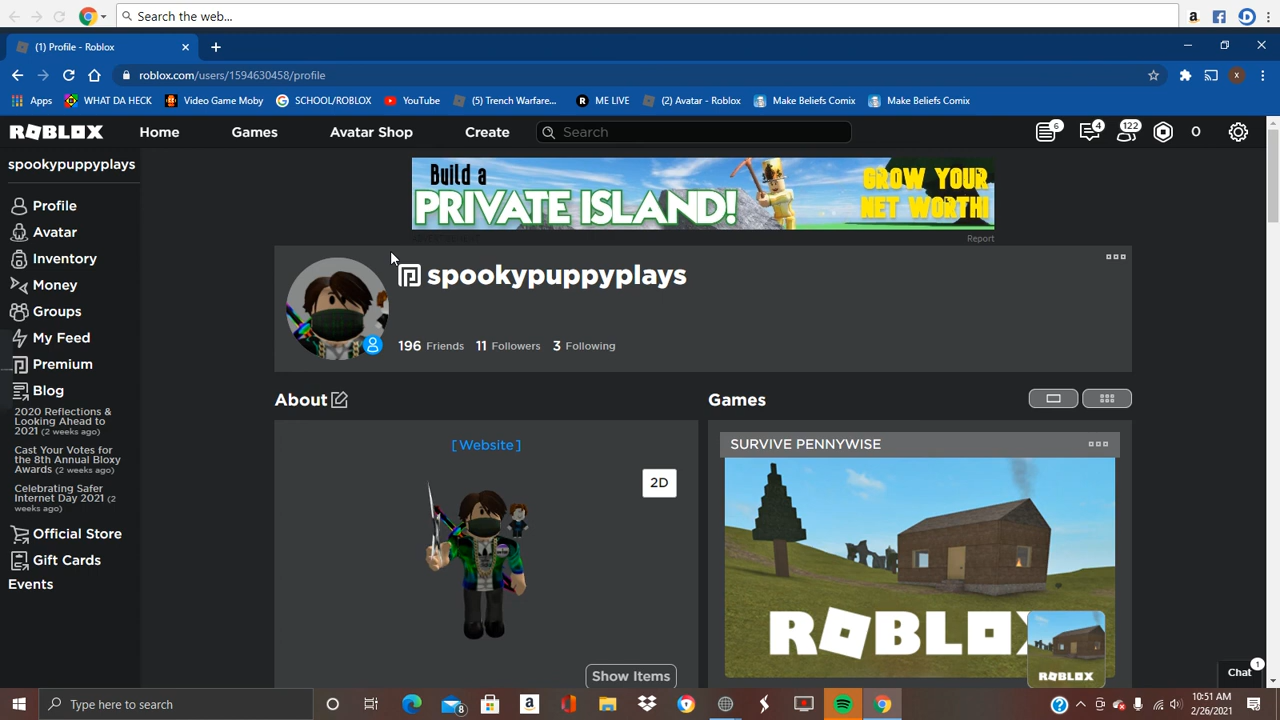 Search the web...
(1) Profile - Roblox
roblox.com/users/1594630458/profile
Apps WHAT DA HECK Video Game Moby SCHOOL/ROBLOX YouTube (5) Trench Warfare... ME LIVE (2) Avatar - Roblox Make Beliefs Comix Make Beliefs Comix
ROBLOX Home Games Avatar Shop Create Search 6 4 122 0
spookypuppyplays
Profile
Avatar
Inventory
Money
Groups
My Feed
Premium
Blog
2020 Reflections &
Looking Ahead to
2021 (2 weeks ago)
Cast Your Votes for
the 8th Annual Bloxy
Awards (2 weeks ago)
Celebrating Safer
Internet Day 2021 (2
weeks ago)
Official Store
Gift Cards
Events
Build a
PRIVATE ISLAND!
GROW YOUR
NET WORTH!
Report
spookypuppyplays
196 Friends 11 Followers 3 Following
About
[Website]
2D
Show Items
Games
SURVIVE PENNYWISE
ROBLOX
ROBLOX
Chat 1
Type here to search
8
10:51 AM
2/26/2021